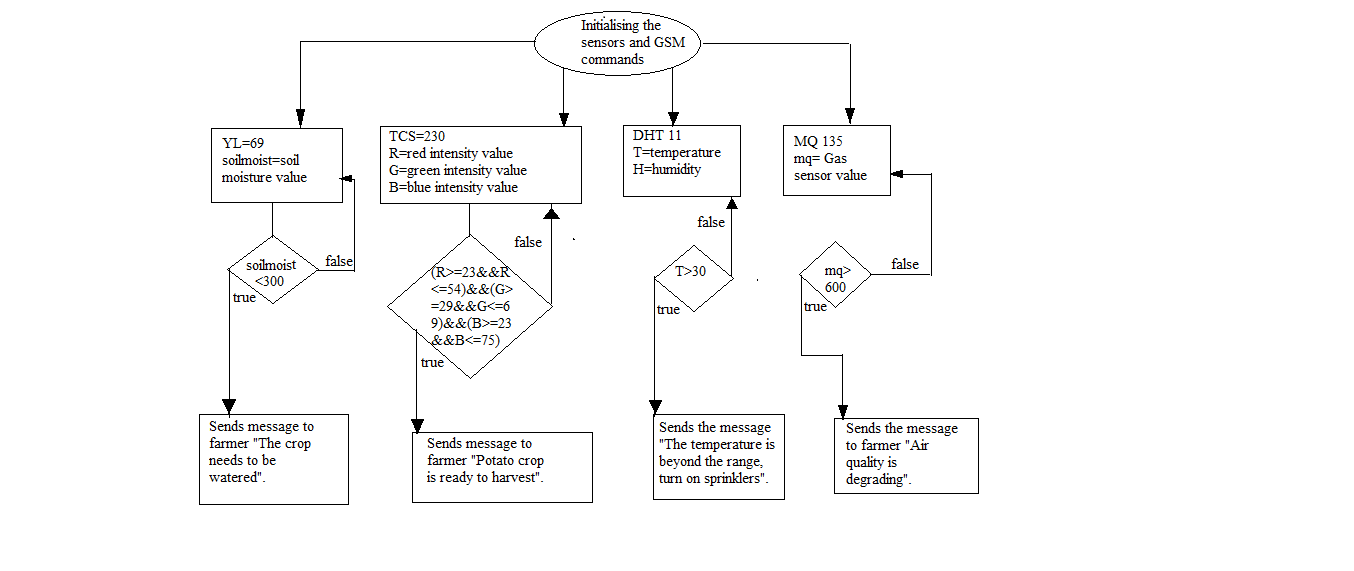 Initialising the
sensors and GSM
commands
YL=69
soilmoist=soil
moisture value
TCS=230
R=red intensity value
G=green intensity value
B=blue intensity value
DHT 11
T=temperature
H=humidity
MQ 135
mq= Gas
sensor value
soilmoist
<300
false
true
(R>=23&&R
<=54)&&(G>
=29&&G<=6
9)&&(B>=23
&&B<=75)
false
true
T>30
false
true
mq>
600
false
true
Sends message to
farmer "The crop
needs to be
watered".
Sends message to
farmer "Potato crop
is ready to harvest".
Sends the message
"The temperature is
beyond the range,
turn on sprinklers".
Sends the message
to farmer "Air
quality is
degrading".